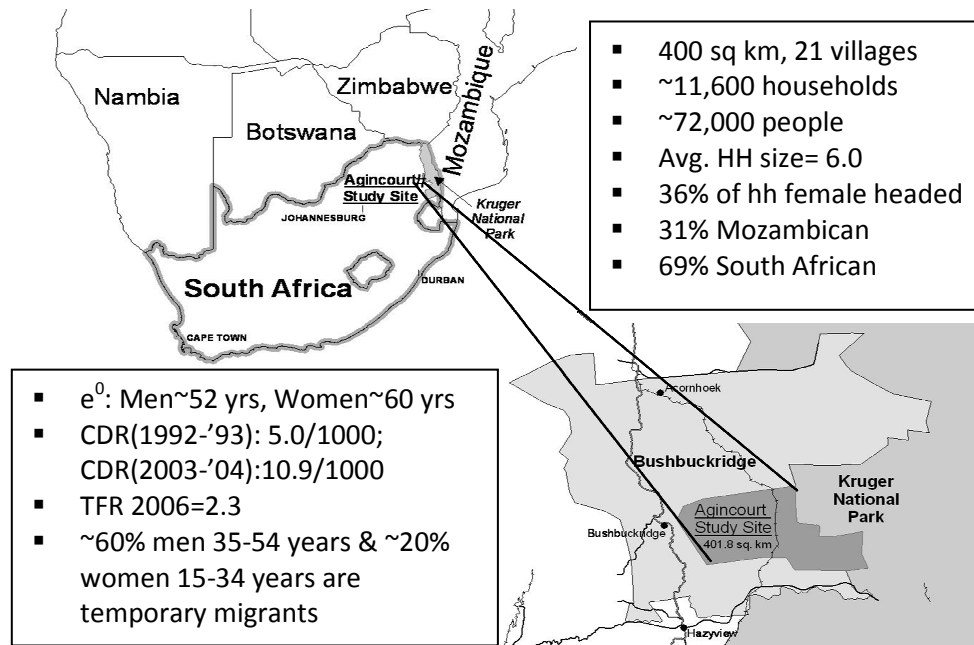 Nambia
Zimbabwe
Botswana
Mozambique
Agincourt
Study Site
JOHANNESBURG
Kruger
National
Park
South Africa
DURBAN
CAPE TOWN
▪ 400 sq km, 21 villages
▪ ~11,600 households
▪ ~72,000 people
▪ Avg. HH size= 6.0
▪ 36% of hh female headed
▪ 31% Mozambican
▪ 69% South African
▪ e⁰: Men~52 yrs, Women~60 yrs
▪ CDR(1992-’93): 5.0/1000;
CDR(2003-’04):10.9/1000
▪ TFR 2006=2.3
▪ ~60% men 35-54 years & ~20%
women 15-34 years are
temporary migrants
Acornhoek
Bushbuckridge
Kruger
National
Park
Agincourt
Study Site
401.8 sq. km
Bushbuckridge
Hazyview